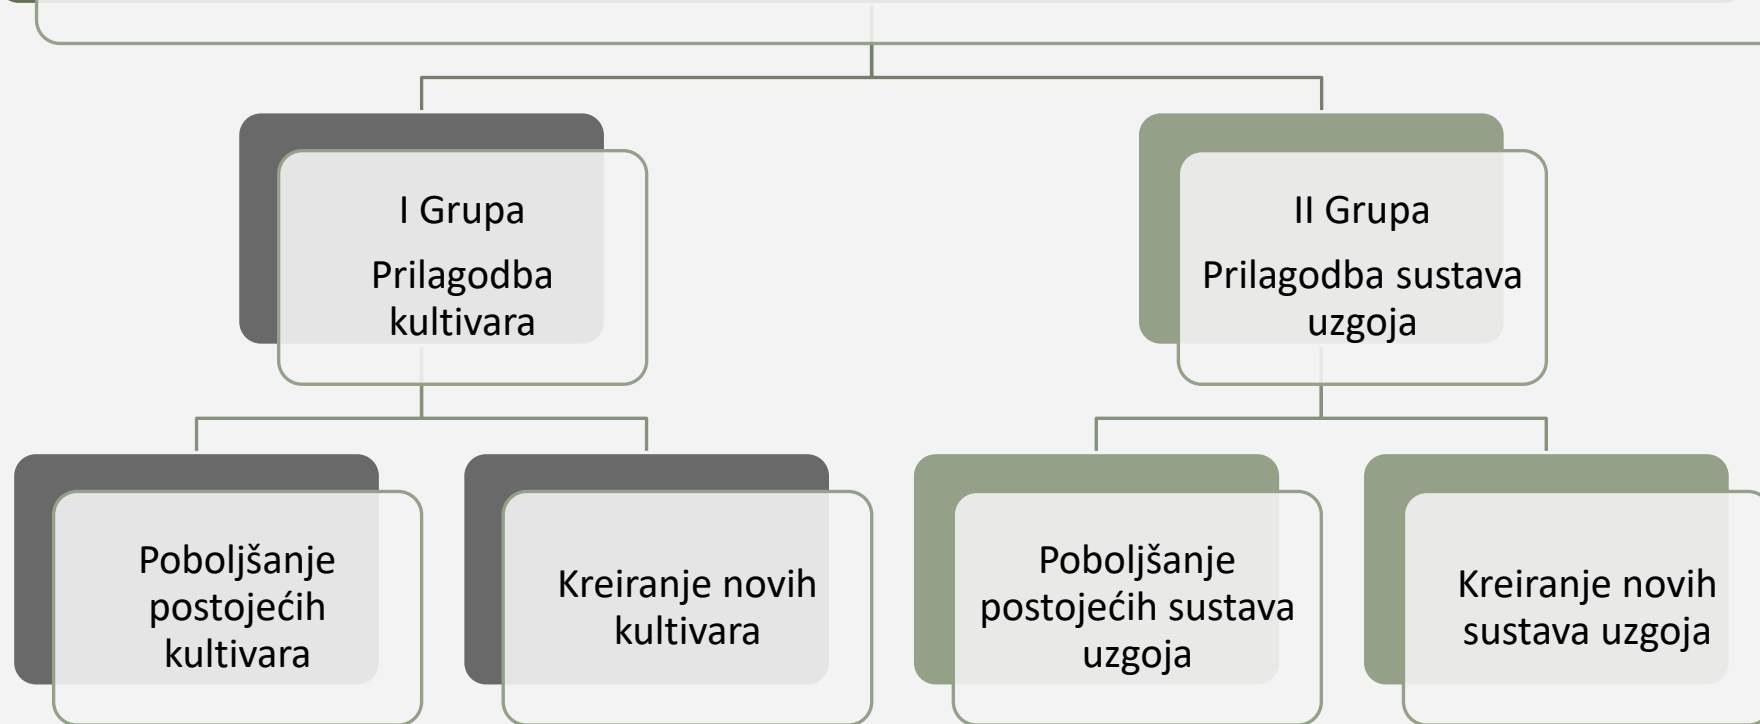 I Grupa
Prilagodba
kultivara
II Grupa
Prilagodba sustava
uzgoja
Poboljšanje
postojećih
kultivara
Kreiranje novih
kultivara
Poboljšanje
postojećih sustava
uzgoja
Kreiranje novih
sustava uzgoja